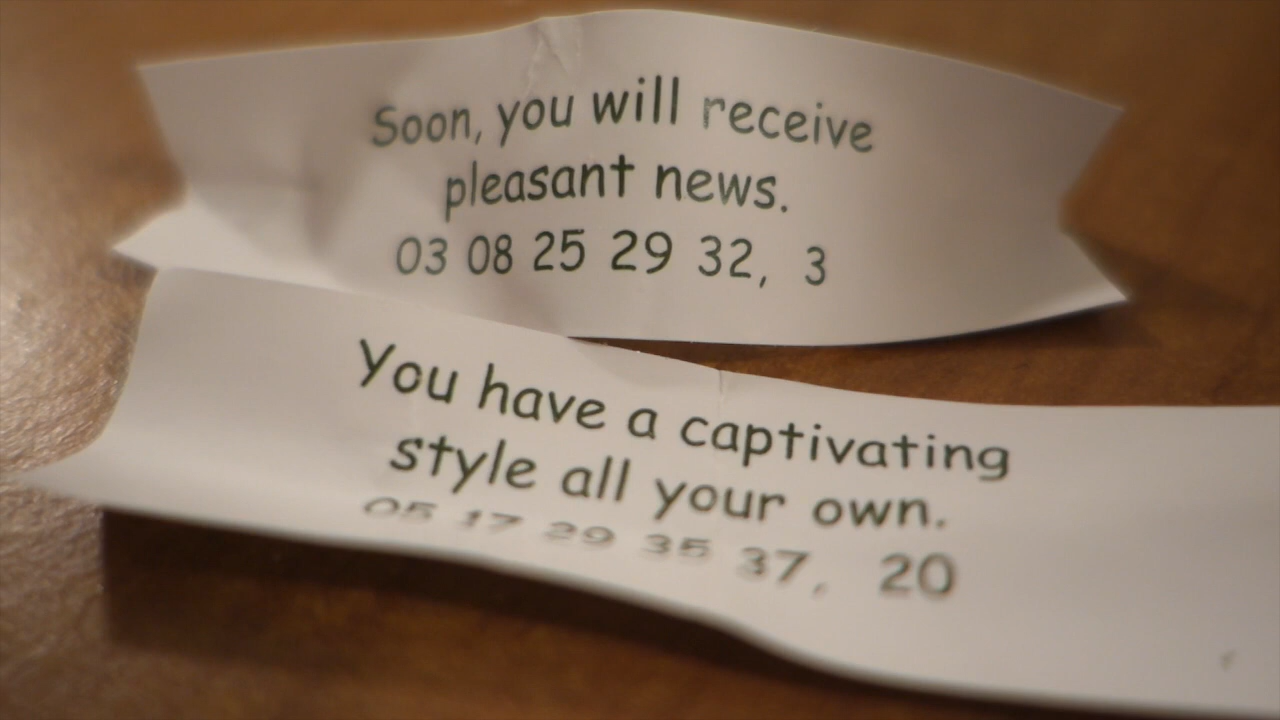 Soon, you will receive
pleasant news.
03 08 25 29 32, 3
You have a captivating
style all your own.
05 17 29 35 37, 20